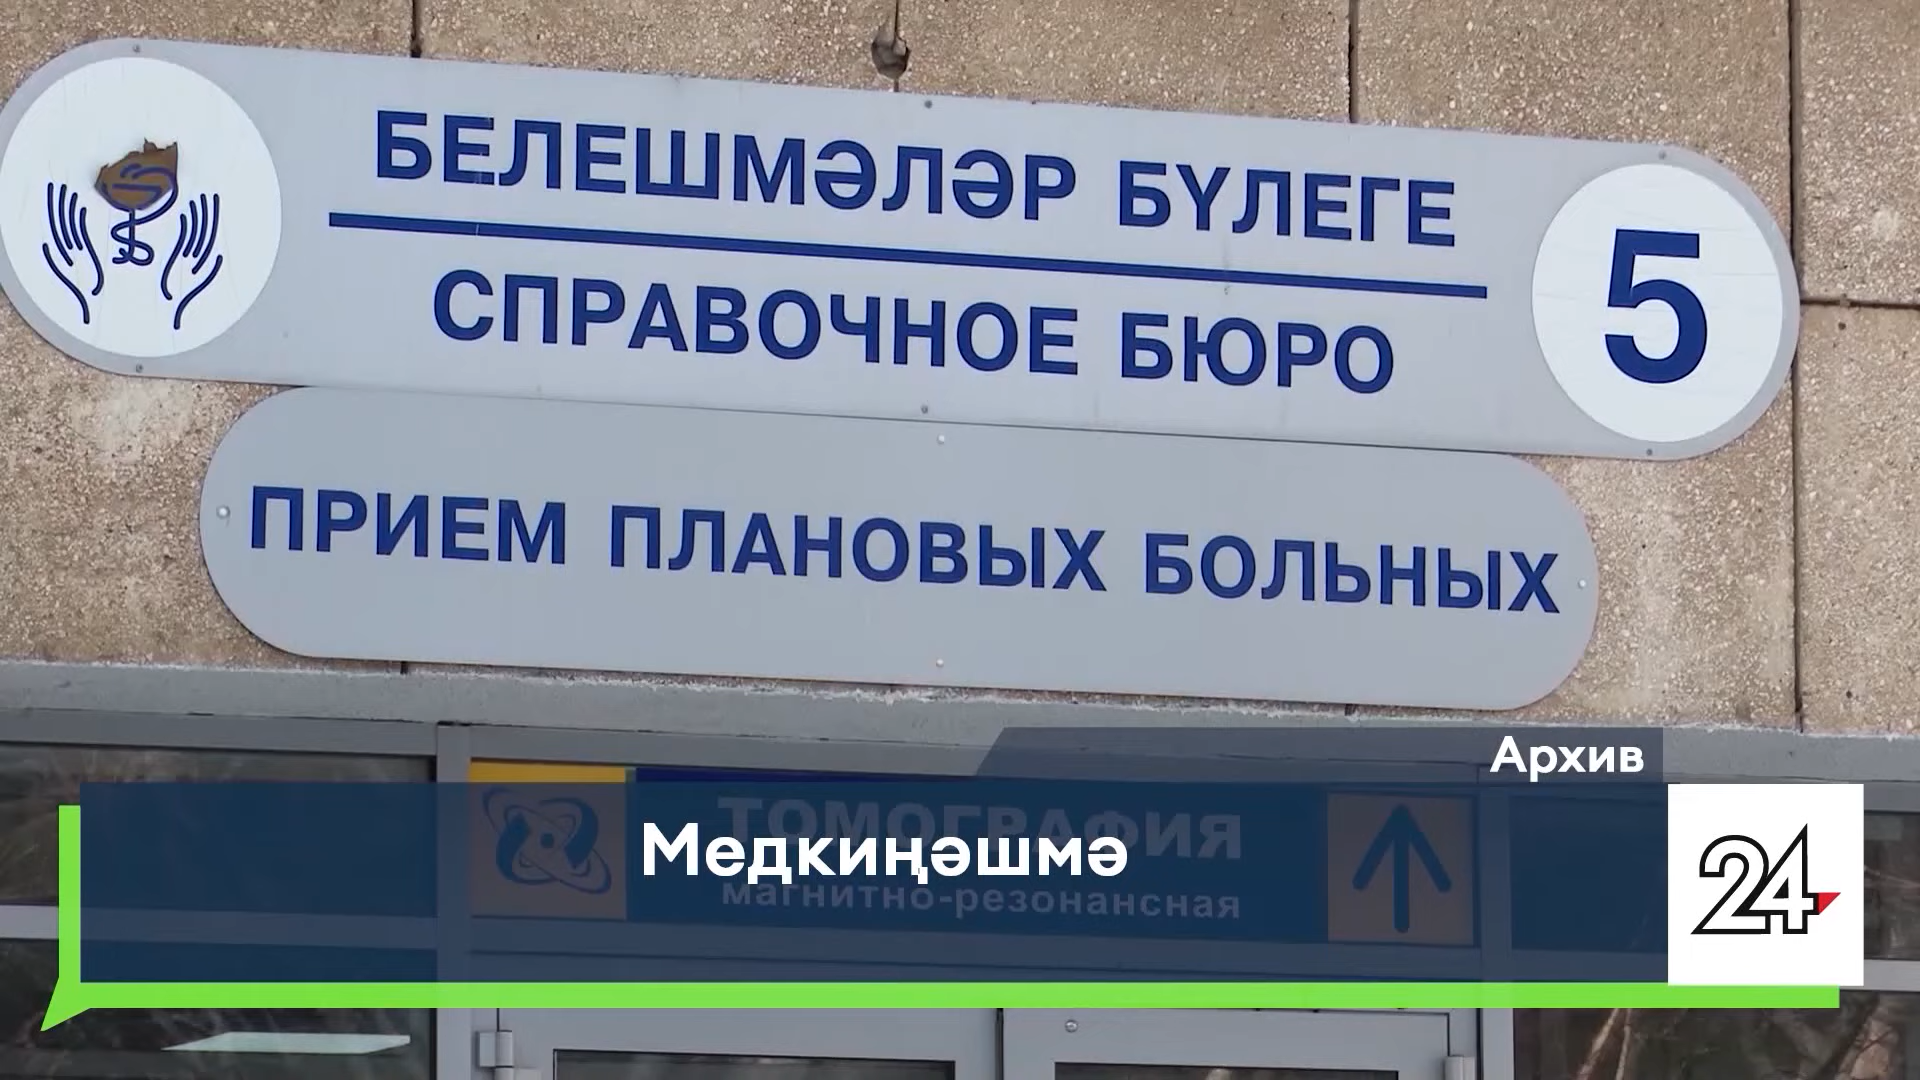 БЕЛЕШМӘЛӘР БҮЛЕГЕ
СПРАВОЧНОЕ БЮРО
5
ПРИЕМ ПЛАНОВЫХ БОЛЬНЫХ
Архив
ТОМОГРАФИЯ
Медкиңәшмә
магнитно-резонансная
24